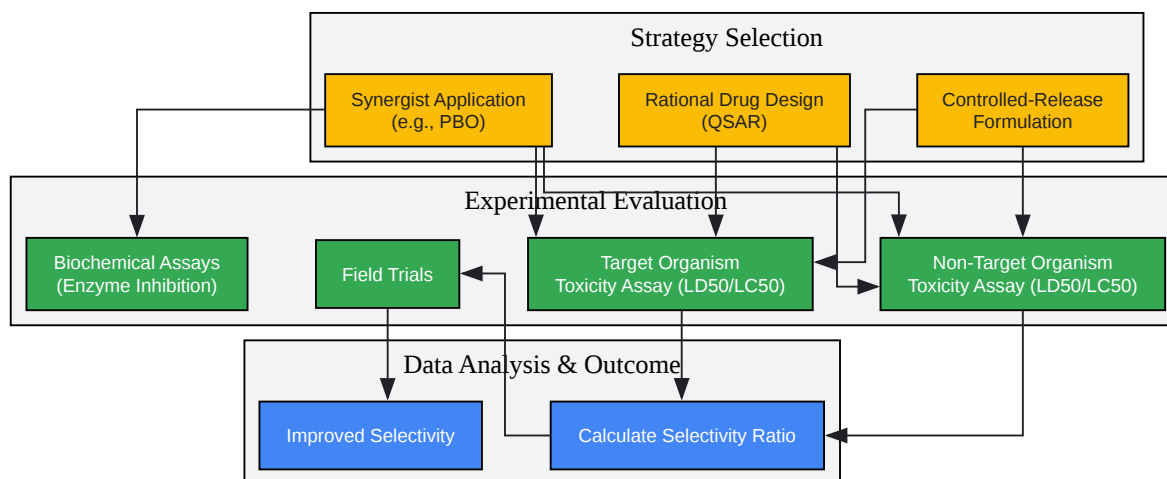 Strategy Selection
Synergist Application
(e.g., PBO)
Rational Drug Design
(QSAR)
Controlled-Release
Formulation
Experimental Evaluation
Biochemical Assays
(Enzyme Inhibition)
Field Trials
Target Organism
Toxicity Assay (LD50/LC50)
Non-Target Organism
Toxicity Assay (LD50/LC50)
Data Analysis & Outcome
Improved Selectivity
Calculate Selectivity Ratio